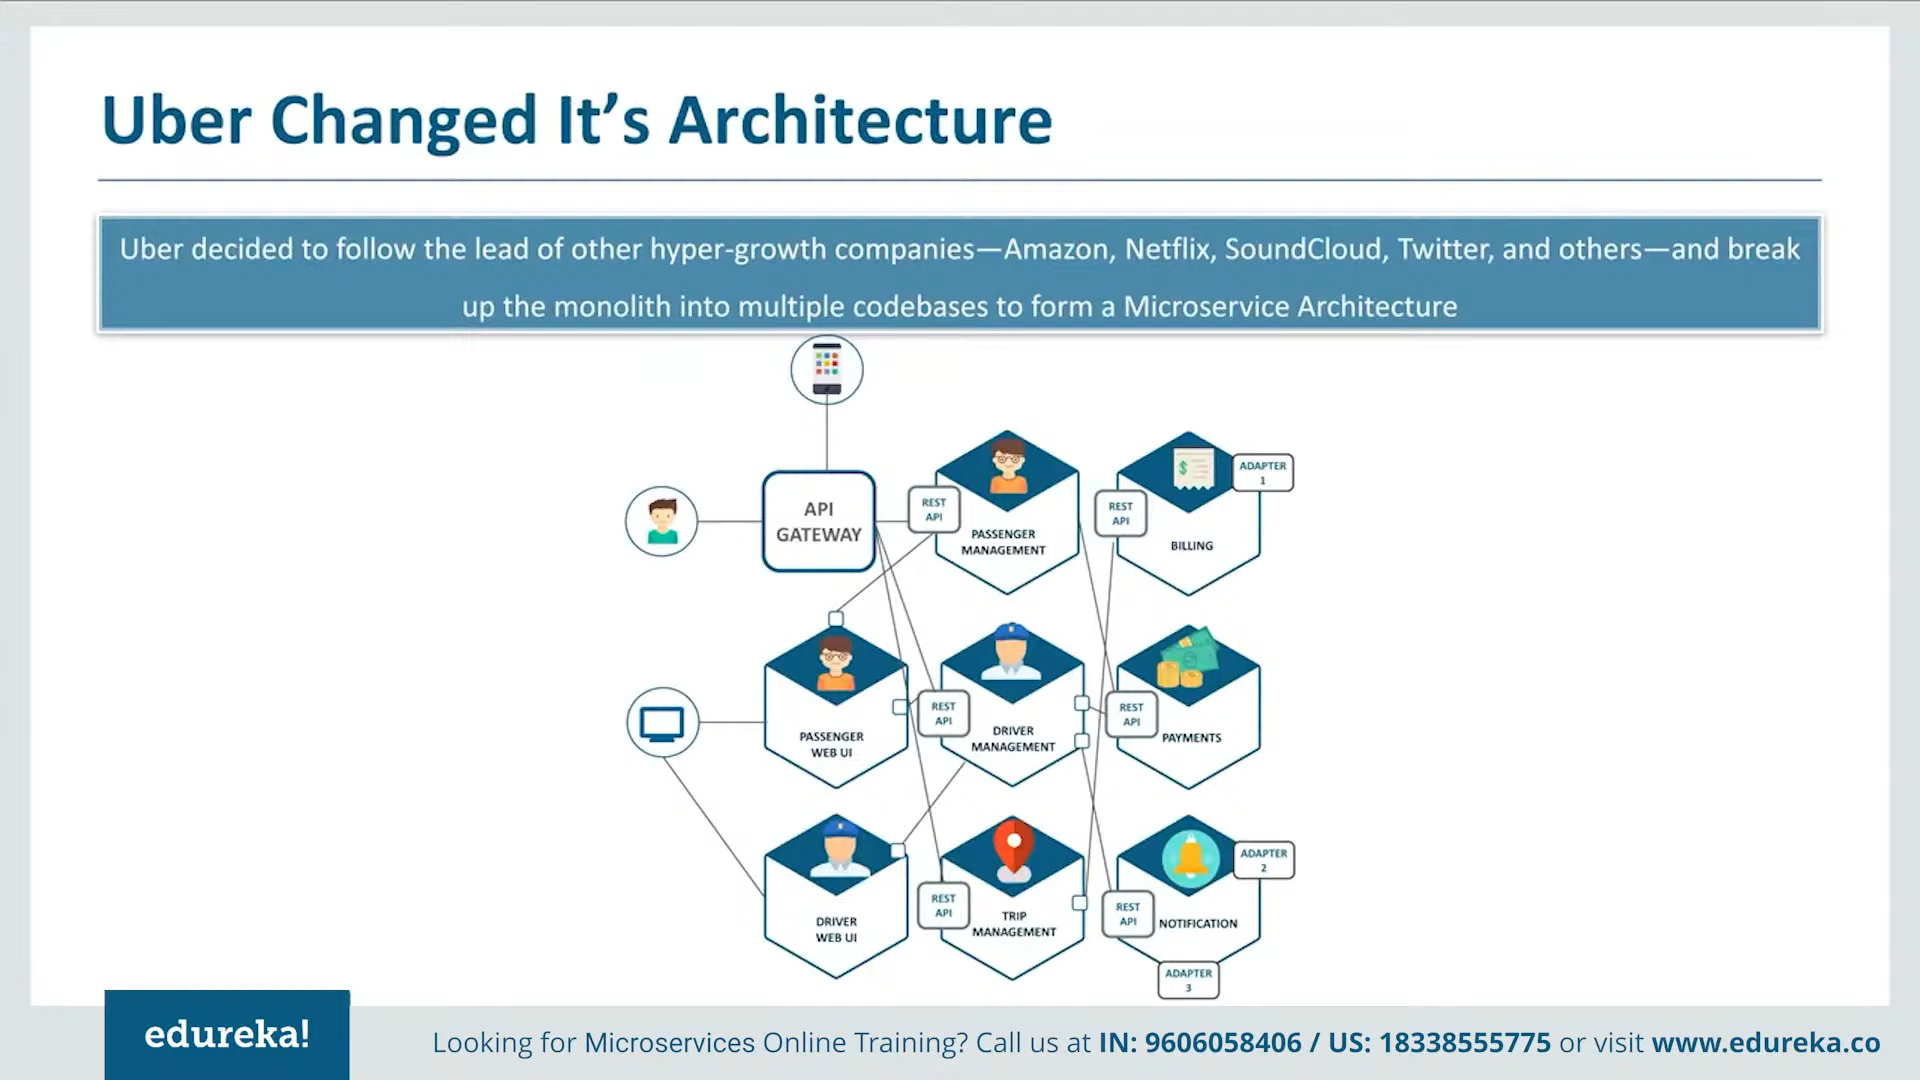 Uber Changed It’s Architecture
Uber decided to follow the lead of other hyper-growth companies—Amazon, Netflix, SoundCloud, Twitter, and others—and break
up the monolith into multiple codebases to form a Microservice Architecture
API
GATEWAY
REST
API
PASSENGER
MANAGEMENT
REST
API
BILLING
ADAPTER
1
PASSENGER
WEB UI
REST
API
DRIVER
MANAGEMENT
REST
API
PAYMENTS
DRIVER
WEB UI
REST
API
TRIP
MANAGEMENT
REST
API
NOTIFICATION
ADAPTER
2
ADAPTER
3
edureka!
Looking for Microservices Online Training? Call us at IN: 9606058406 / US: 18338555775 or visit www.edureka.co